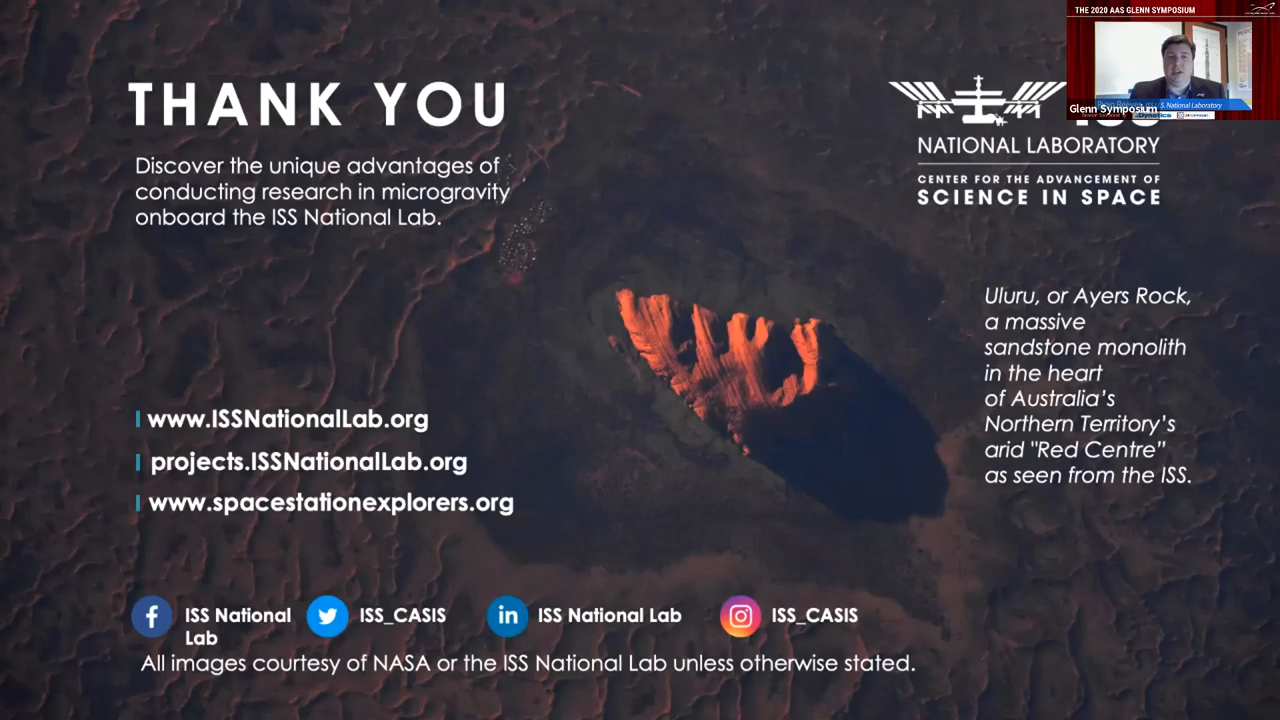 THE 2020 AAS GLENN SYMPOSIUM
Glenn Symposium
U.S. National Laboratory
THANK YOU
Discover the unique advantages of
conducting research in microgravity
onboard the ISS National Lab.
NATIONAL LABORATORY
CENTER FOR THE ADVANCEMENT OF
SCIENCE IN SPACE
Uluru, or Ayers Rock,
a massive
sandstone monolith
in the heart
of Australia's
Northern Territory's
arid "Red Centre"
as seen from the ISS.
www.ISSNationalLab.org
projects.ISSNationalLab.org
www.spacestationexplorers.org
ISS National
Lab
ISS_CASIS
ISS National Lab
ISS_CASIS
All images courtesy of NASA or the ISS National Lab unless otherwise stated.